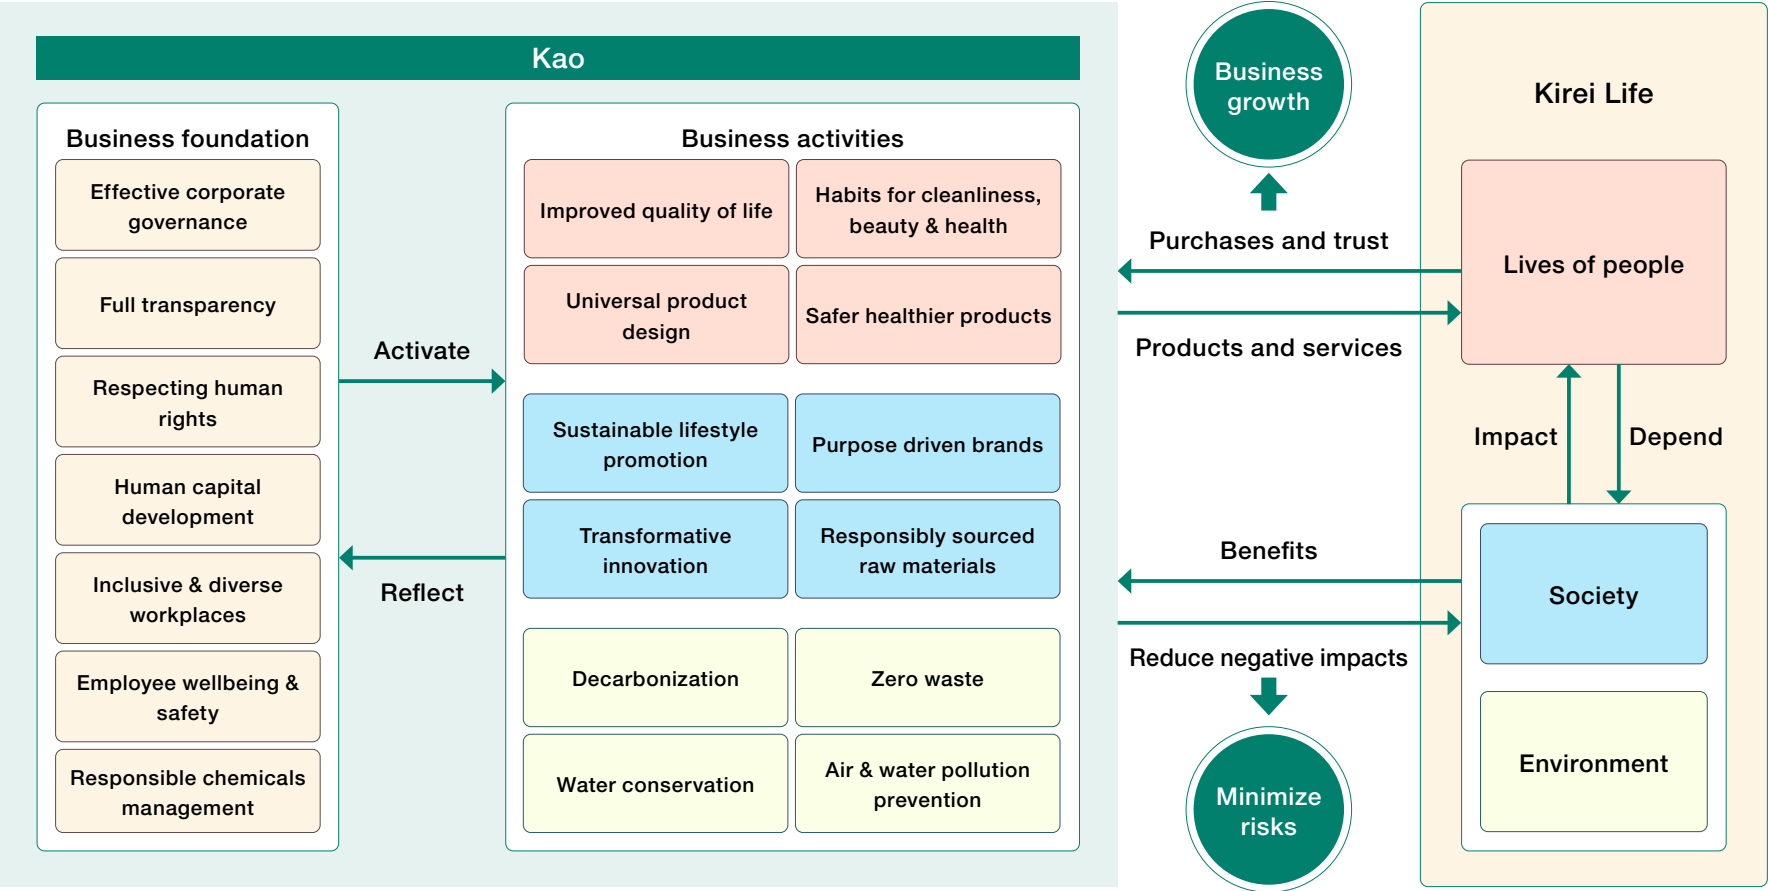 Kao
Business foundation
Effective corporate
governance
Full transparency
Respecting human
rights
Human capital
development
Inclusive & diverse
workplaces
Employee wellbeing &
safety
Responsible chemicals
management
Activate
Reflect
Business activities
Improved quality of life
Habits for cleanliness,
beauty & health
Universal product
design
Safer healthier products
Sustainable lifestyle
promotion
Purpose driven brands
Transformative
innovation
Responsibly sourced
raw materials
Decarbonization
Zero waste
Water conservation
Air & water pollution
prevention
Business
growth
Purchases and trust
Products and services
Benefits
Reduce negative impacts
Minimize
risks
Kirei Life
Lives of people
Impact
Depend
Society
Environment